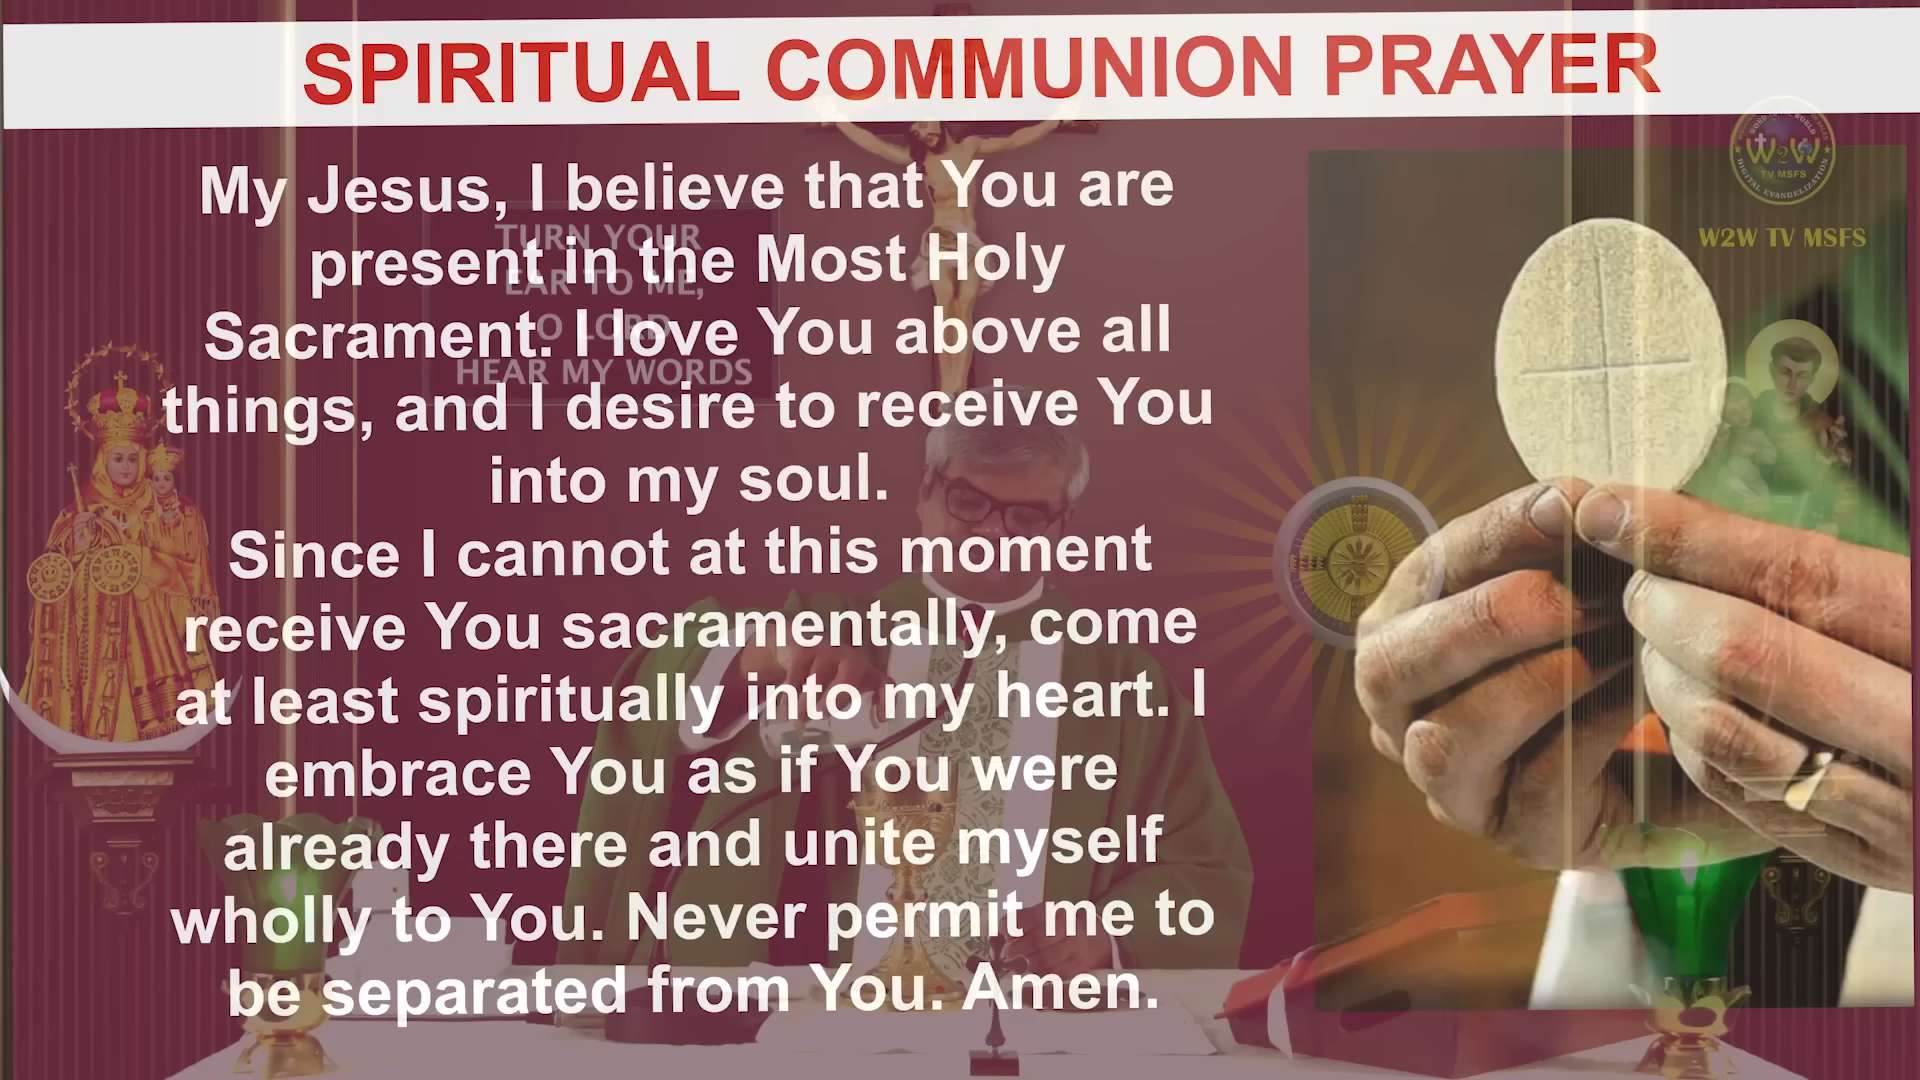 SPIRITUAL COMMUNION PRAYER
My Jesus, I believe that You are
present in the Most Holy
Sacrament. I love You above all
things, and I desire to receive You
into my soul.
Since I cannot at this moment
receive You sacramentally, come
at least spiritually into my heart. I
embrace You as if You were
already there and unite myself
wholly to You. Never permit me to
be separated from You. Amen.
TURN YOUR
EAR TO ME,
O LORD
HEAR MY WORDS
W2W
TV MSFS
DIGITAL EVANGELIZATION
W2W TV MSFS